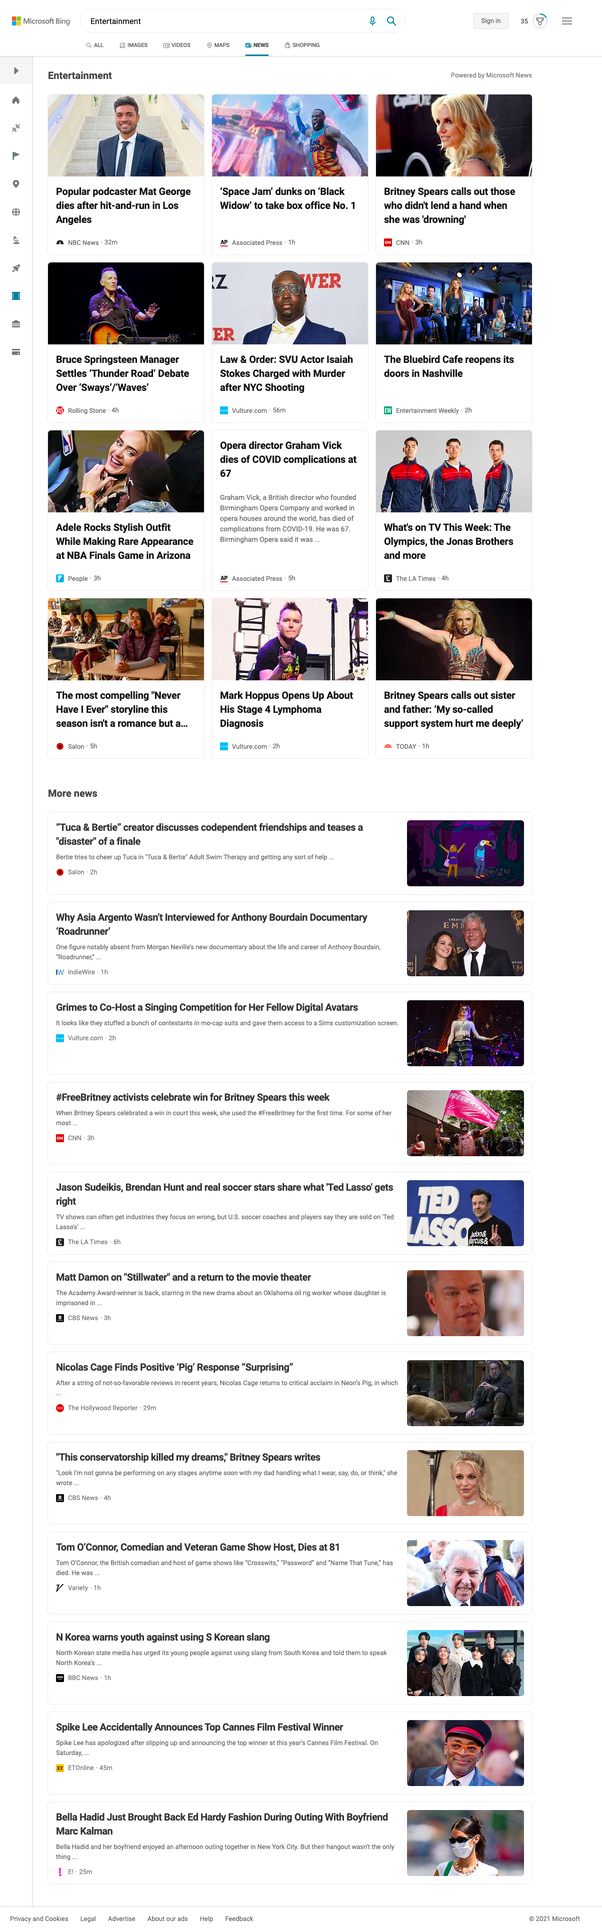 Microsoft Bing
Entertainment
Sign in
35
ALL
IMAGES
VIDEOS
MAPS
NEWS
SHOPPING
Entertainment
Powered by Microsoft News
Popular podcaster Mat George
dies after hit-and-run in Los
Angeles
NBC News · 32m
'Space Jam' dunks on 'Black
Widow' to take box office No. 1
AP Associated Press · 1h
Britney Spears calls out those
who didn't lend a hand when
she was 'drowning'
CNN · 3h
Bruce Springsteen Manager
Settles 'Thunder Road' Debate
Over 'Sways'/'Waves'
Rolling Stone · 4h
RZ
WER
ER
Law & Order: SVU Actor Isaiah
Stokes Charged with Murder
after NYC Shooting
Vulture.com · 56m
The Bluebird Cafe reopens its
doors in Nashville
Entertainment Weekly · 2h
Adele Rocks Stylish Outfit
While Making Rare Appearance
at NBA Finals Game in Arizona
People · 3h
Opera director Graham Vick
dies of COVID complications at
67
Graham Vick, a British director who founded
Birmingham Opera Company and worked in
opera houses around the world, has died of
complications from COVID-19. He was 67.
Birmingham Opera said it was ...
AP Associated Press · 5h
What's on TV This Week: The
Olympics, the Jonas Brothers
and more
The LA Times · 4h
The most compelling "Never
Have I Ever" storyline this
season isn't a romance but a...
Salon · 5h
Mark Hoppus Opens Up About
His Stage 4 Lymphoma
Diagnosis
Vulture.com · 2h
Britney Spears calls out sister
and father: 'My so-called
support system hurt me deeply'
TODAY · 1h
More news
"Tuca & Bertie" creator discusses codependent friendships and teases a
"disaster" of a finale
Bertie tries to cheer up Tuca in "Tuca & Bertie" Adult Swim Therapy and getting any sort of help ...
Salon · 2h
Why Asia Argento Wasn't Interviewed for Anthony Bourdain Documentary
'Roadrunner'
One figure notably absent from Morgan Neville's new documentary about the life and career of Anthony Bourdain,
"Roadrunner," ...
IW IndieWire · 1h
Grimes to Co-Host a Singing Competition for Her Fellow Digital Avatars
It looks like they stuffed a bunch of contestants in mo-cap suits and gave them access to a Sims customization screen.
Vulture.com · 2h
#FreeBritney activists celebrate win for Britney Spears this week
When Britney Spears celebrated a win in court this week, she used the #FreeBritney for the first time. For some of her
most ...
CNN · 3h
Jason Sudeikis, Brendan Hunt and real soccer stars share what 'Ted Lasso' gets
right
TV shows can often get industries they focus on wrong, but U.S. soccer coaches and players say they are sold on 'Ted
Lasso's' ...
The LA Times · 6h
TED
LASSO
Matt Damon on "Stillwater" and a return to the movie theater
The Academy Award-winner is back, starring in the new drama about an Oklahoma oil rig worker whose daughter is
imprisoned in ...
CBS News · 3h
Nicolas Cage Finds Positive 'Pig' Response "Surprising"
After a string of not-so-favorable reviews in recent years, Nicolas Cage returns to critical acclaim in Neon's Pig, in which
...
The Hollywood Reporter · 29m
"This conservatorship killed my dreams," Britney Spears writes
"Look I'm not gonna be performing on any stages anytime soon with my dad handling what I wear, say, do, or think," she
wrote ...
CBS News · 4h
Tom O'Connor, Comedian and Veteran Game Show Host, Dies at 81
Tom O'Connor, the British comedian and host of game shows like "Crosswits," "Password" and "Name That Tune," has
died. He was ...
Variety · 1h
N Korea warns youth against using S Korean slang
North Korean state media has urged its young people against using slang from South Korea and told them to speak
North Korea's ...
BBC News · 1h
Spike Lee Accidentally Announces Top Cannes Film Festival Winner
Spike Lee has apologized after slipping up and announcing the top winner at this year's Cannes Film Festival. On
Saturday, ...
ETOnline · 45m
Bella Hadid Just Brought Back Ed Hardy Fashion During Outing With Boyfriend
Marc Kalman
Bella Hadid and her boyfriend enjoyed an afternoon outing together in New York City. But their hangout wasn't the only
thing ...
E! · 25m
Privacy and Cookies
Legal
Advertise
About our ads
Help
Feedback
© 2021 Microsoft